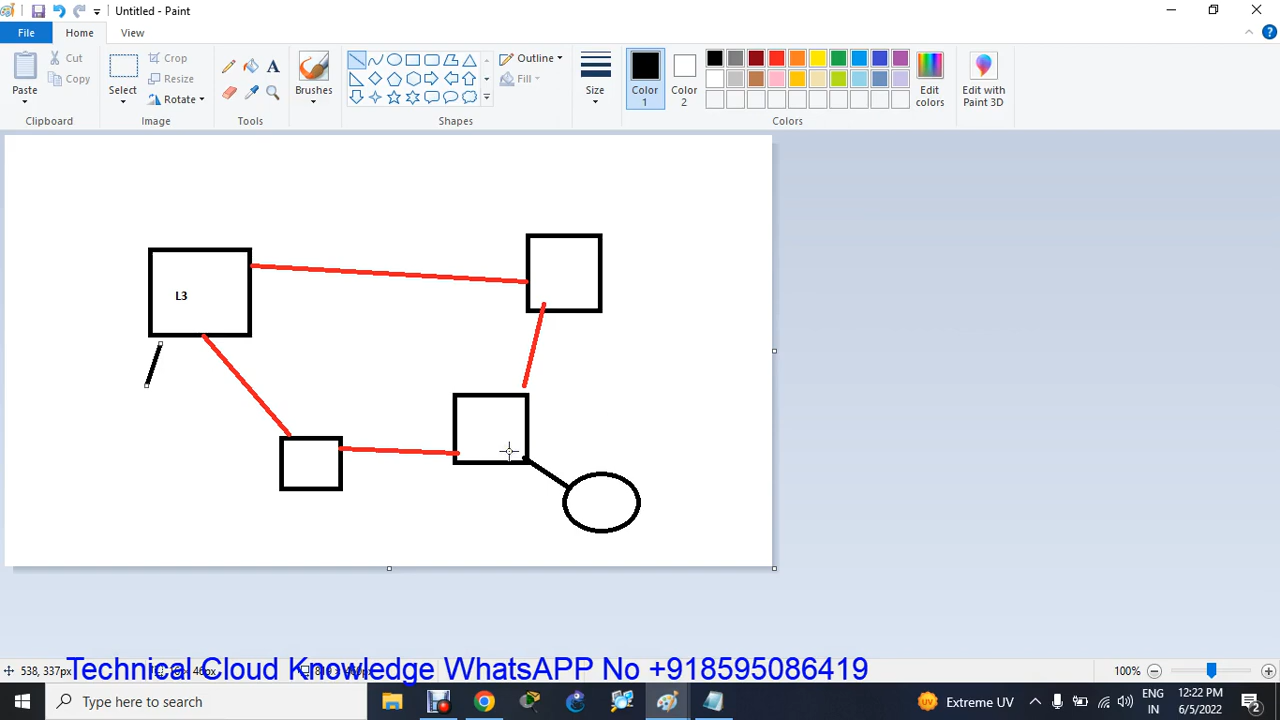 Untitled - Paint
File Home View
Paste
Cut
Copy
Clipboard
Select
Crop
Resize
Rotate
Image
A
Tools
Brushes
Outline
Fill
Shapes
Size
Color 1
Color 2
Edit colors
Colors
Edit with Paint 3D
L3
538, 337px
Technical Cloud Knowledge WhatsAPP No +918595086419
100%
Type here to search
Extreme UV
ENG
IN
12:22 PM
6/5/2022
2